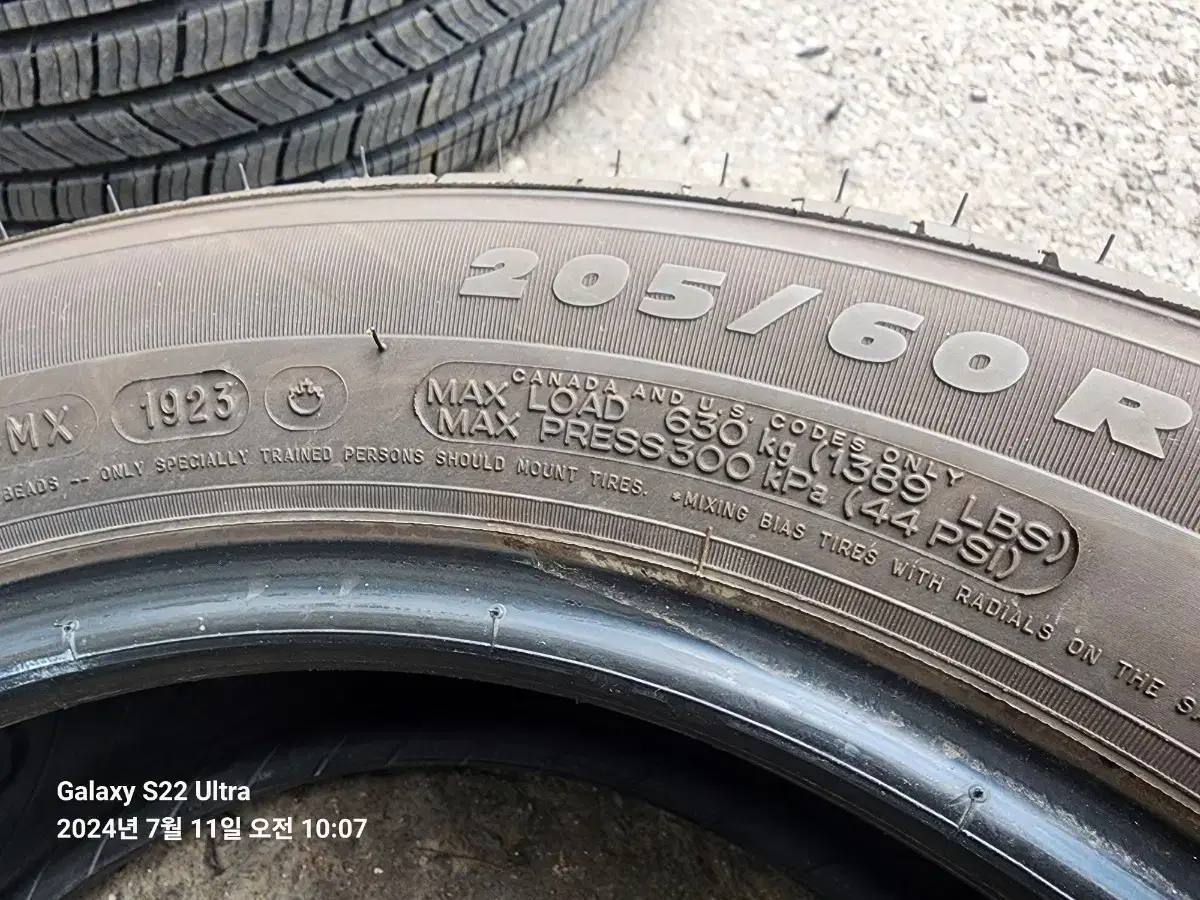 205/60 R
MX
1923
CANADA AND U.S. CODES ONLY
MAX LOAD 630 kg (1389 LBS)
MAX PRESS 300 kPa (44 PSI)
BEADS -- ONLY SPECIALLY TRAINED PERSONS SHOULD MOUNT TIRES. *MIXING BIAS TIRES WITH RADIALS ON THE S
Galaxy S22 Ultra
2024년 7월 11일 오전 10:07